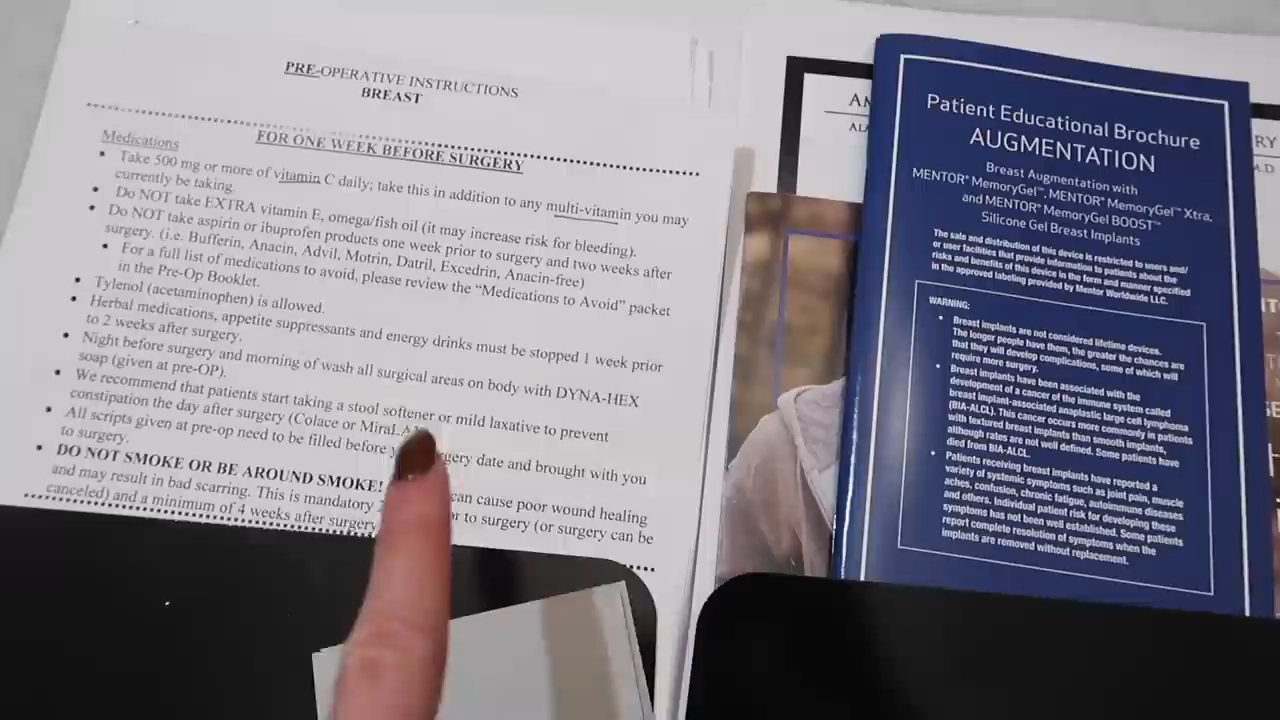 PRE-OPERATIVE INSTRUCTIONS
BREAST
FOR ONE WEEK BEFORE SURGERY
Medications
• Take 500 mg or more of vitamin C daily; take this in addition to any multi-vitamin you may
currently be taking.
• Do NOT take EXTRA vitamin E, omega/fish oil (it may increase risk for bleeding).
• Do NOT take aspirin or ibuprofen products one week prior to surgery and two weeks after
surgery. (i.e. Bufferin, Anacin, Advil, Motrin, Datril, Excedrin, Anacin-free)
• For a full list of medications to avoid, please review the “Medications to Avoid” packet
in the Pre-Op Booklet.
• Tylenol (acetaminophen) is allowed.
• Herbal medications, appetite suppressants and energy drinks must be stopped 1 week prior
to 2 weeks after surgery.
• Night before surgery and morning of wash all surgical areas on body with DYNA-HEX
soap (given at pre-OP).
• We recommend that patients start taking a stool softener or mild laxative to prevent
constipation the day after surgery (Colace or
• All scripts given at pre-op need to be filled before date and brought with you
to surgery.
• DO NOT SMOKE OR BE AROUND SMOKE! can cause poor wound healing
and may result in bad scarring. This is mandatory to surgery (or surgery can be
canceled) and a minimum of 4 weeks after surgery
Patient Educational Brochure
AUGMENTATION
Breast Augmentation with
MENTOR® MemoryGel™, MENTOR® MemoryGel™ Xtra,
and MENTOR® MemoryGel BOOST™
Silicone Gel Breast Implants
The sale and distribution of this device is restricted to users and/
or user facilities that provide information to patients about the
risks and benefits of this device in the form and manner specified
in the approved labeling provided by Mentor Worldwide LLC.
WARNING:
• Breast implants are not considered lifetime devices.
The longer people have them, the greater the chances are
that they will develop complications, some of which will
require more surgery.
• Breast implants have been associated with the
development of a cancer of the immune system called
breast implant-associated anaplastic large cell lymphoma
(BIA-ALCL). This cancer occurs more commonly in patients
with textured breast implants than smooth implants,
although rates are not well defined. Some patients have
died from BIA-ALCL.
• Patients receiving breast implants have reported a
variety of systemic symptoms such as joint pain, muscle
aches, confusion, chronic fatigue, autoimmune diseases
and others. Individual patient risk for developing these
symptoms has not been well established. Some patients
report complete resolution of symptoms when the
implants are removed without replacement.